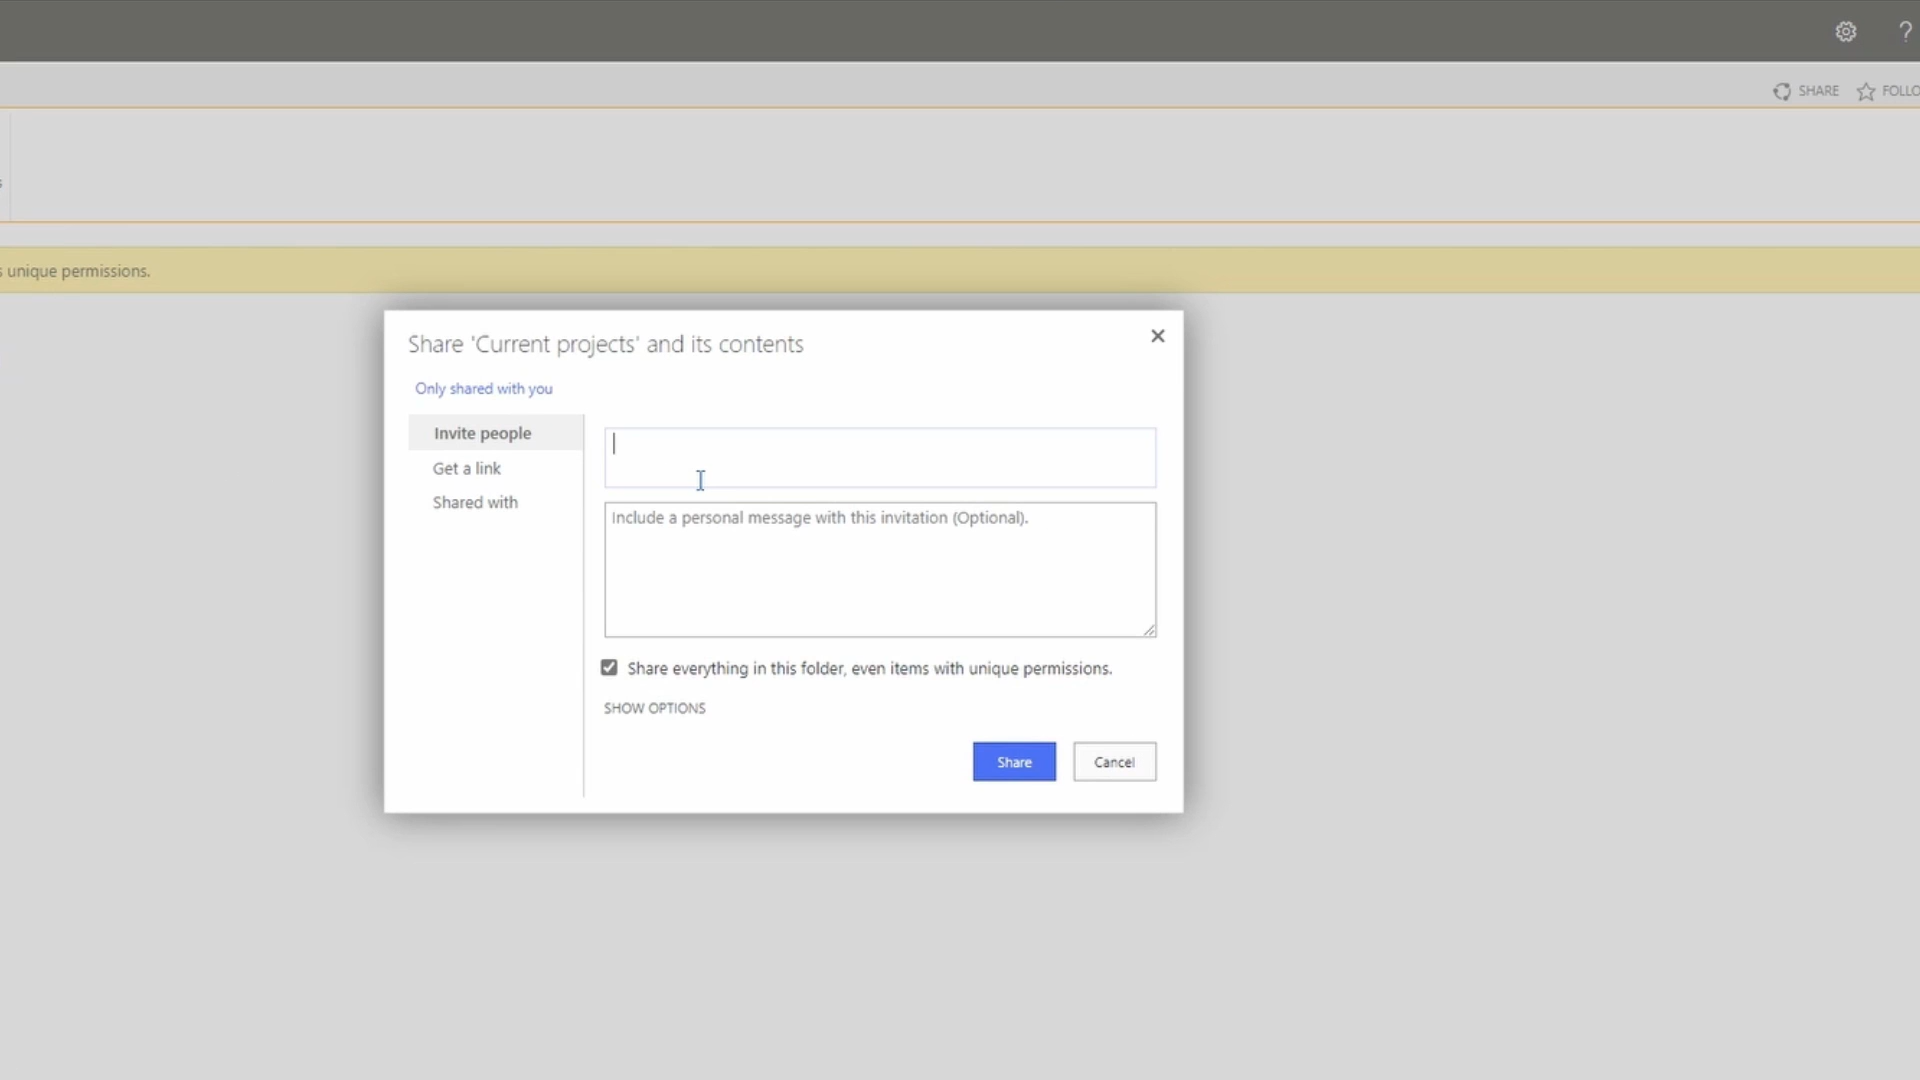 ?
SHARE FOLLO
s unique permissions.
Share 'Current projects' and its contents
Only shared with you
Invite people
Get a link
Shared with
Include a personal message with this invitation (Optional).
Share everything in this folder, even items with unique permissions.
SHOW OPTIONS
Share Cancel